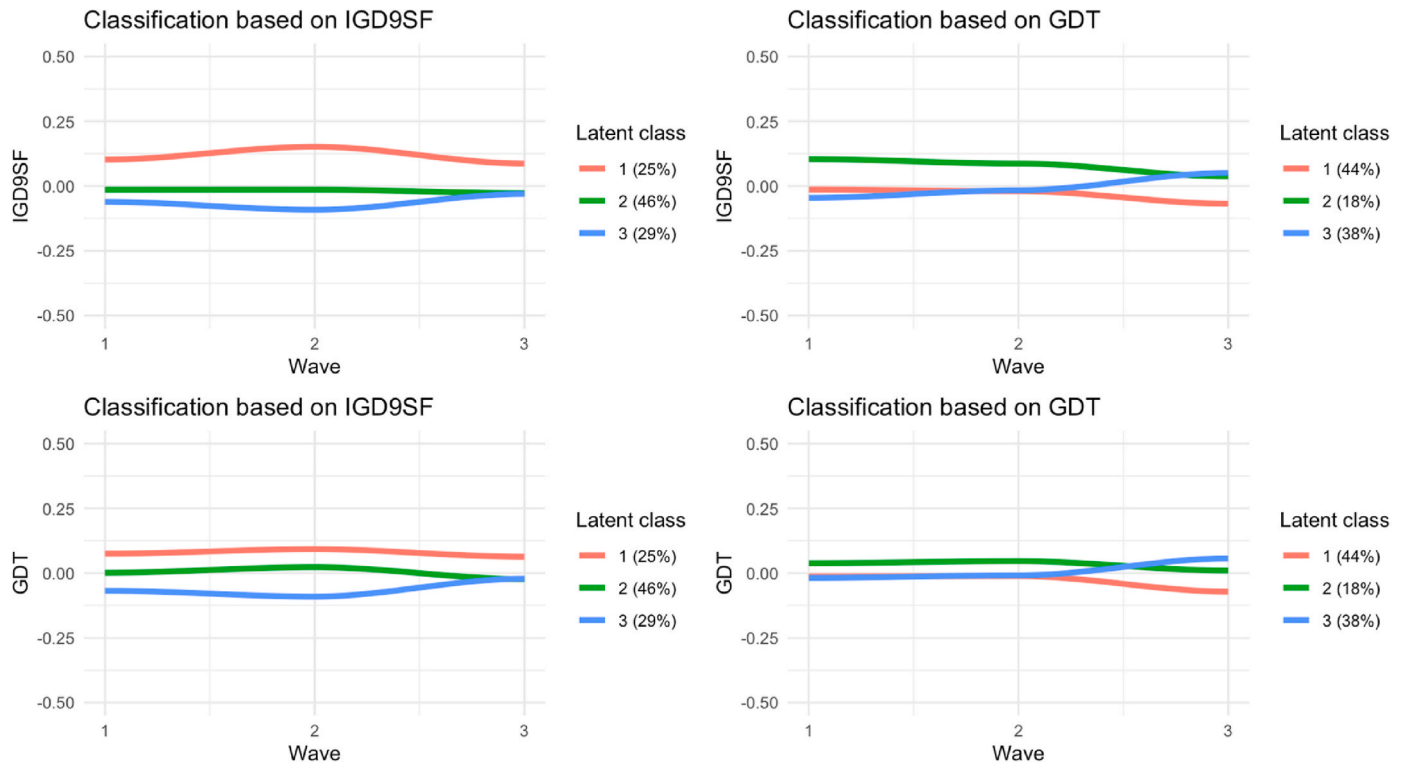 Classification based on IGD9SF
0.50
0.25
0.00
-0.25
-0.50
IGD9SF
1 2 3
Wave
Latent class
1 (25%)
2 (46%)
3 (29%)
Classification based on GDT
0.50
0.25
0.00
-0.25
-0.50
IGD9SF
1 2 3
Wave
Latent class
1 (44%)
2 (18%)
3 (38%)
Classification based on IGD9SF
0.50
0.25
0.00
-0.25
-0.50
GDT
1 2 3
Wave
Latent class
1 (25%)
2 (46%)
3 (29%)
Classification based on GDT
0.50
0.25
0.00
-0.25
-0.50
GDT
1 2 3
Wave
Latent class
1 (44%)
2 (18%)
3 (38%)